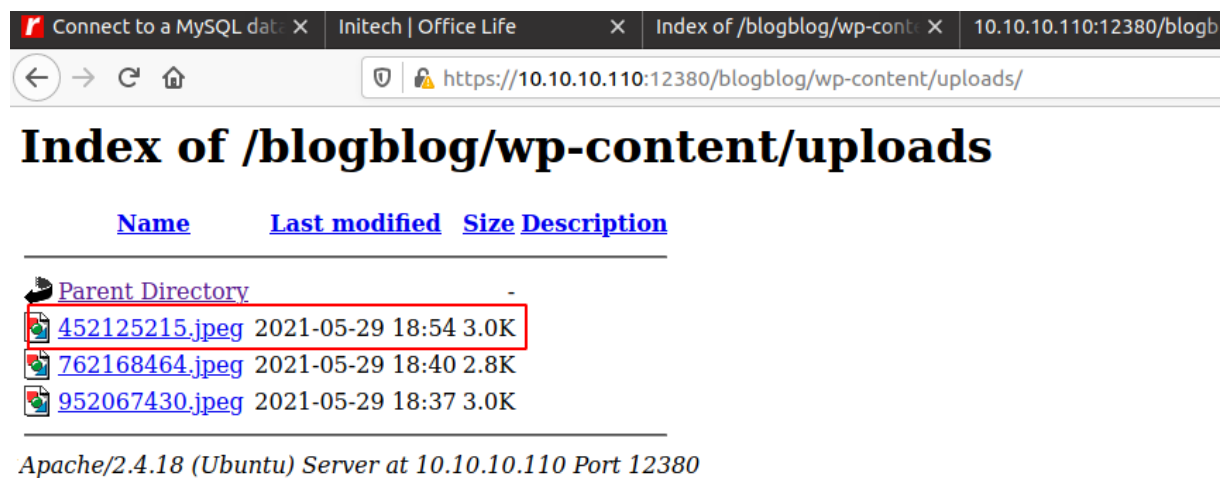 Connect to a MySQL data
Initech | Office Life
Index of /blogblog/wp-conte
10.10.10.110:12380/blogb
https://10.10.10.110:12380/blogblog/wp-content/uploads/
Index of /blogblog/wp-content/uploads
Name Last modified Size Description
Parent Directory -
452125215.jpeg 2021-05-29 18:54 3.0K
762168464.jpeg 2021-05-29 18:40 2.8K
952067430.jpeg 2021-05-29 18:37 3.0K
Apache/2.4.18 (Ubuntu) Server at 10.10.10.110 Port 12380